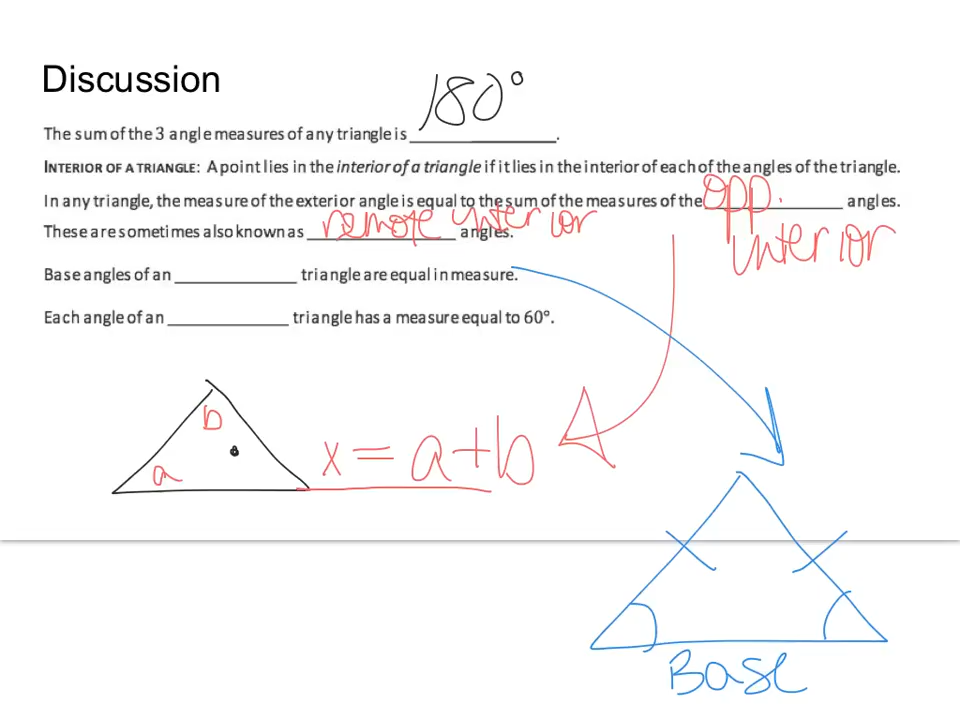 Discussion
180°
The sum of the 3 angle measures of any triangle is ____________.
INTERIOR OF A TRIANGLE: A point lies in the interior of a triangle if it lies in the interior of each of the angles of the triangle.
In any triangle, the measure of the exterior angle is equal to the sum of the measures of the opp. interior angles.
These are sometimes also known as remote interior angles.
Base angles of an ____________ triangle are equal in measure.
Each angle of an ____________ triangle has a measure equal to 60°.
b
a
x = a+b
Base